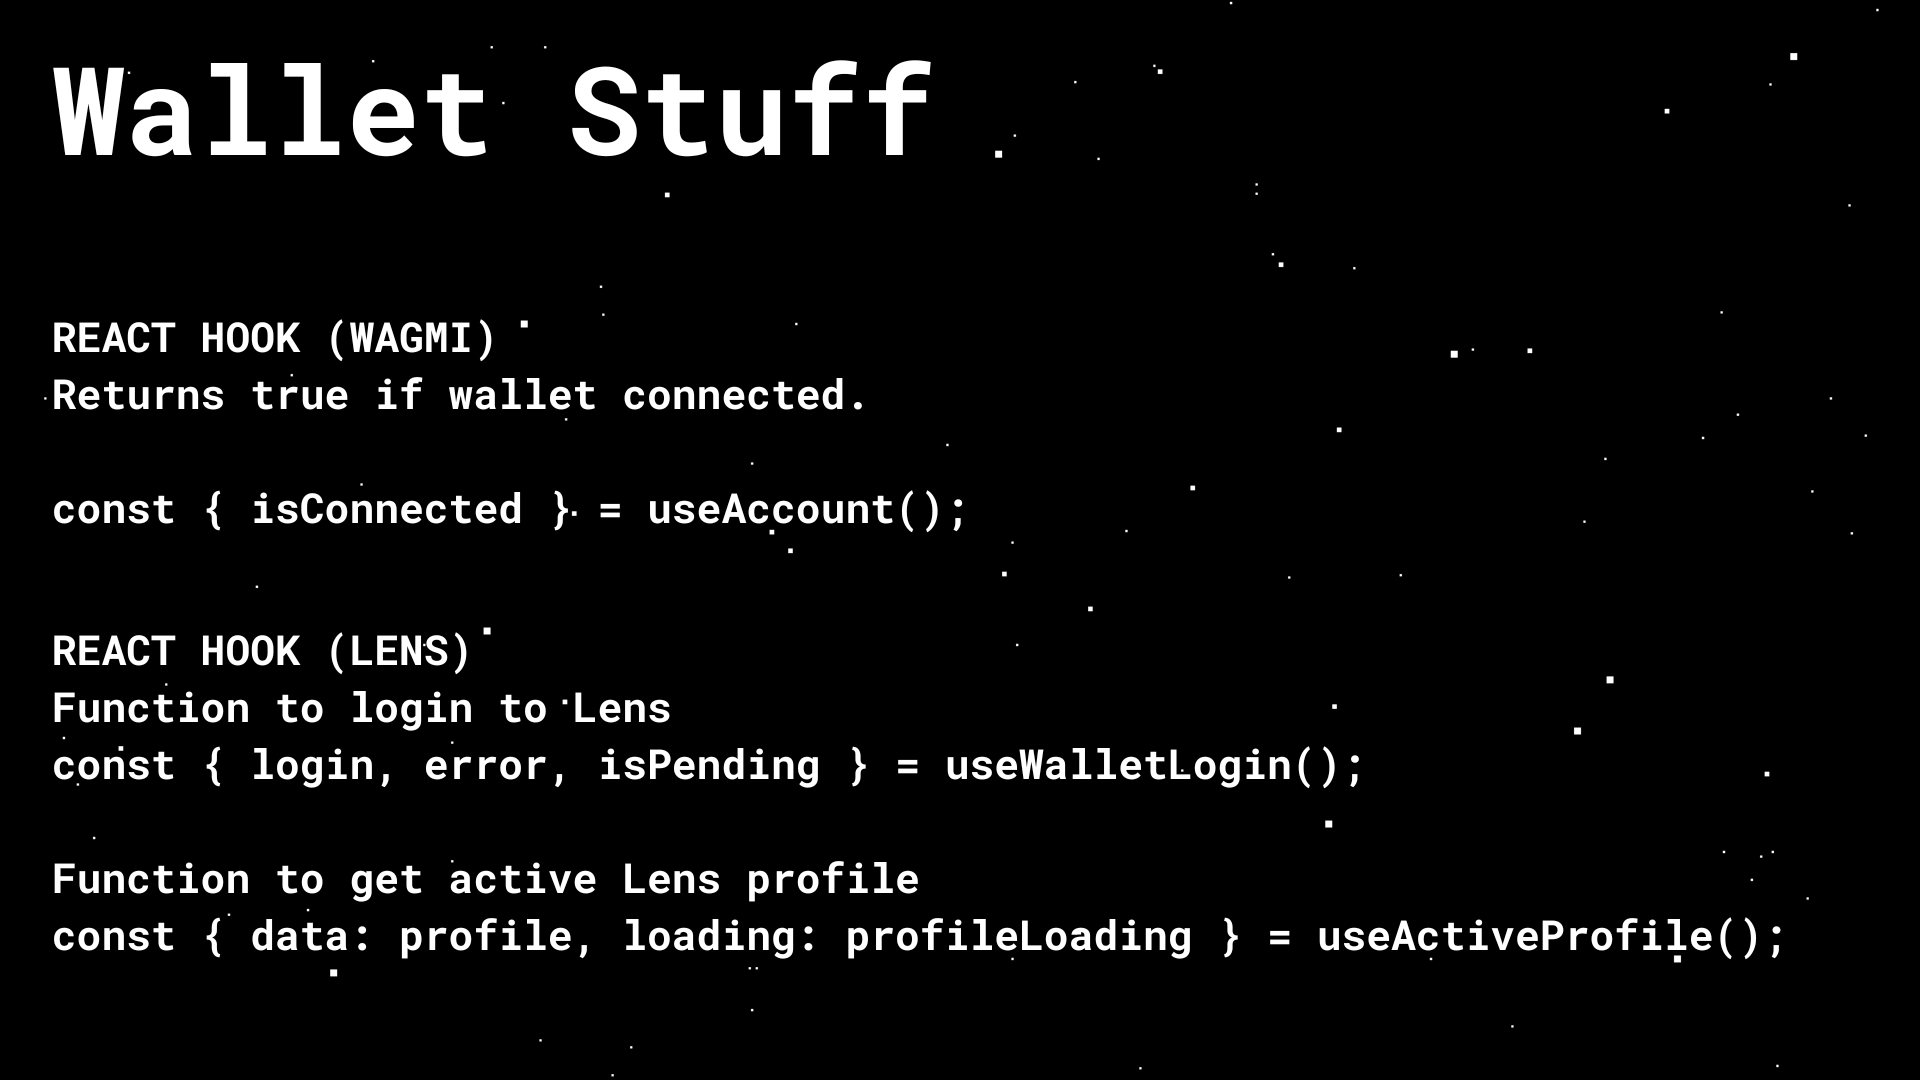 Wallet Stuff
REACT HOOK (WAGMI)
Returns true if wallet connected.
const { isConnected } = useAccount();
REACT HOOK (LENS)
Function to login to Lens
const { login, error, isPending } = useWalletLogin();
Function to get active Lens profile
const { data: profile, loading: profileLoading } = useActiveProfile();